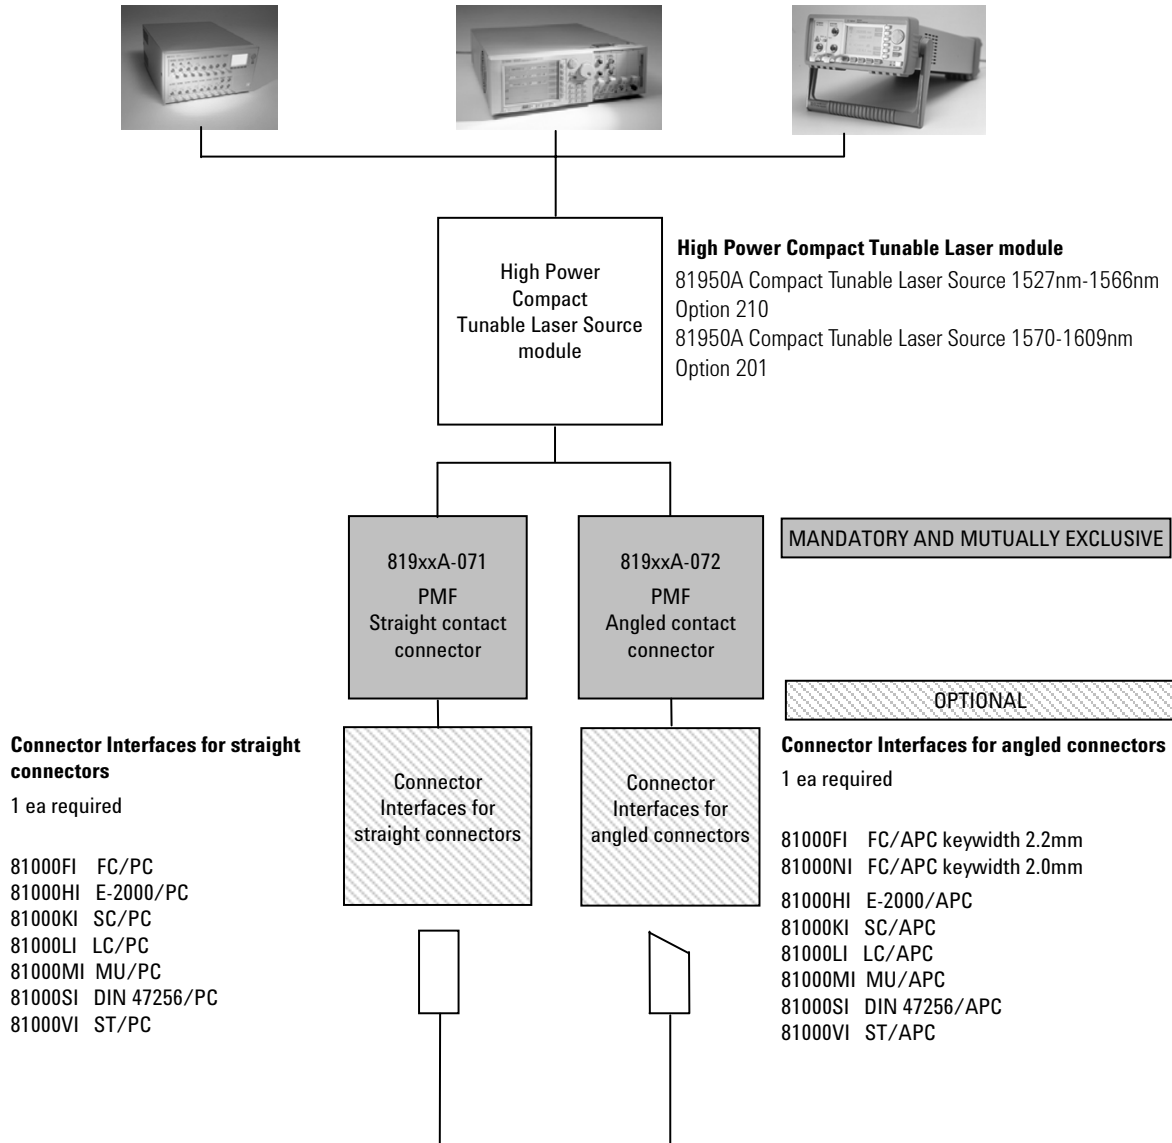 High Power
Compact
Tunable Laser Source
module
High Power Compact Tunable Laser module
81950A Compact Tunable Laser Source 1527nm-1566nm
Option 210
81950A Compact Tunable Laser Source 1570-1609nm
Option 201
819xxA-071
PMF
Straight contact
connector
819xxA-072
PMF
Angled contact
connector
MANDATORY AND MUTUALLY EXCLUSIVE
OPTIONAL
Connector Interfaces for straight
connectors
1 ea required
81000FI FC/PC
81000HI E-2000/PC
81000KI SC/PC
81000LI LC/PC
81000MI MU/PC
81000SI DIN 47256/PC
81000VI ST/PC
Connector
Interfaces for
straight connectors
Connector
Interfaces for
angled connectors
Connector Interfaces for angled connectors
1 ea required
81000FI FC/APC keywidth 2.2mm
81000NI FC/APC keywidth 2.0mm
81000HI E-2000/APC
81000KI SC/APC
81000LI LC/APC
81000MI MU/APC
81000SI DIN 47256/APC
81000VI ST/APC